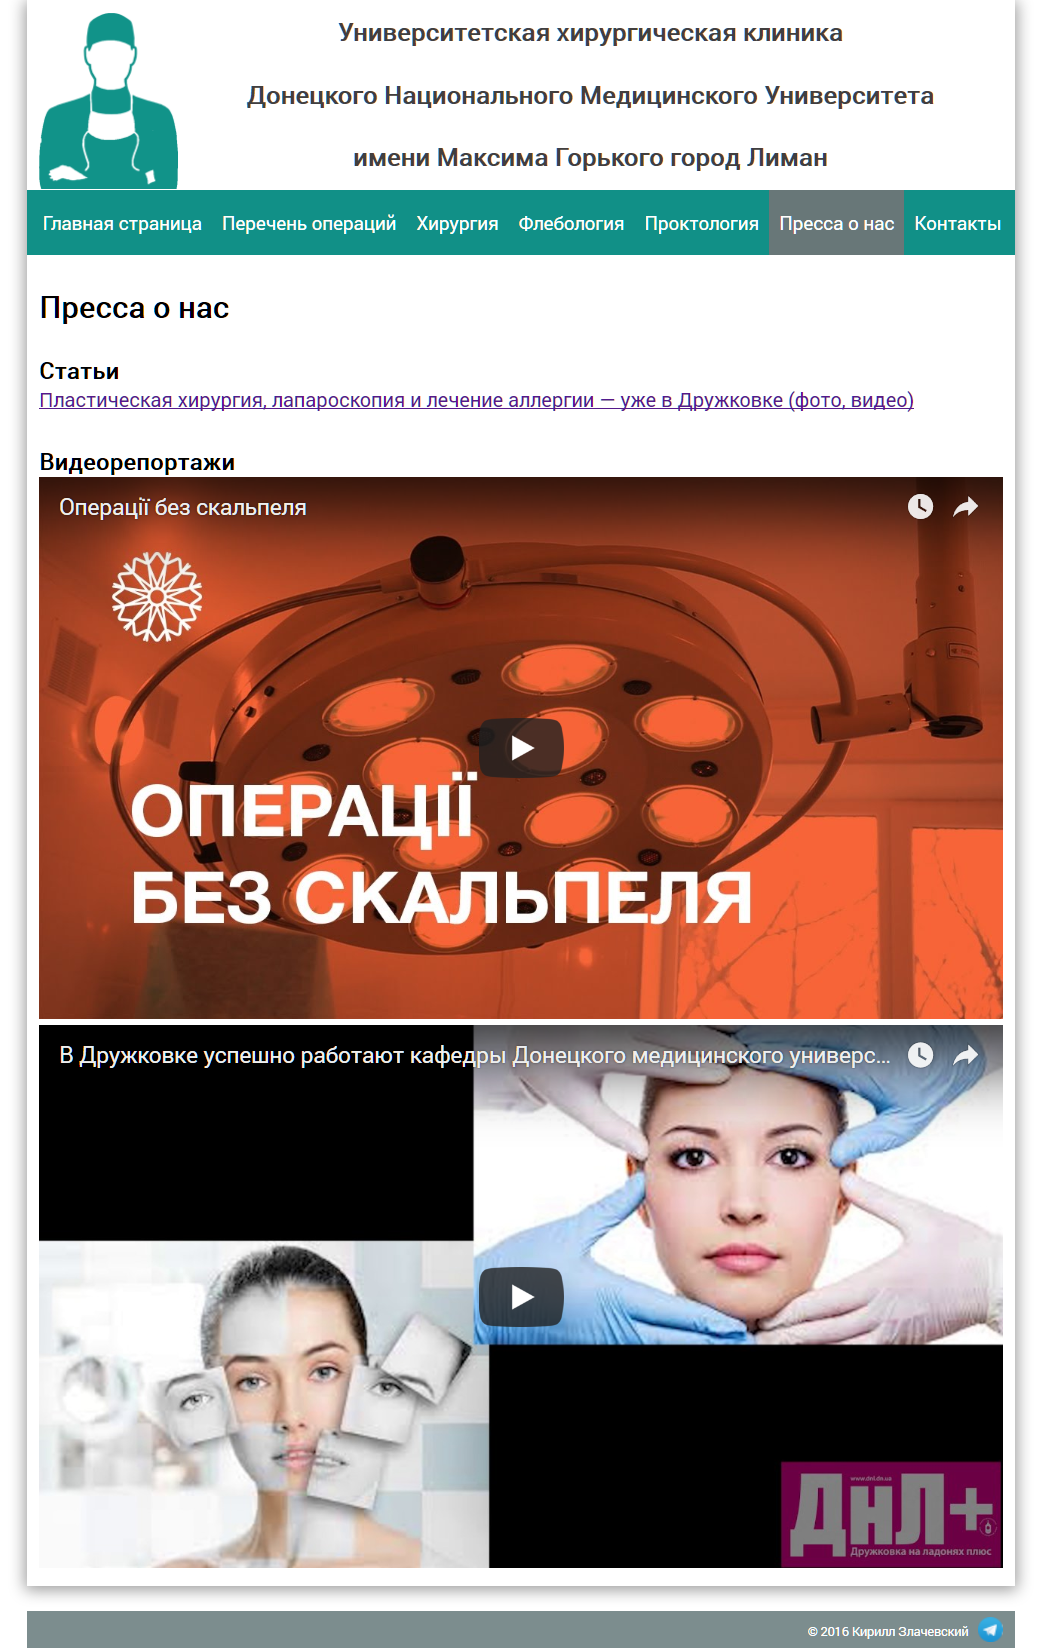 Университетская хирургическая клиника
Донецкого Национального Медицинского Университета
имени Максима Горького город Лиман
Главная страница Перечень операций Хирургия Флебология Проктология Пресса о нас Контакты
Пресса о нас
Статьи
Пластическая хирургия, лапароскопия и лечение аллергии — уже в Дружковке (фото, видео)
Видеорепортажи
Операції без скальпеля
ОПЕРАЦІЇ
БЕЗ СКАЛЬПЕЛЯ
В Дружковке успешно работают кафедры Донецкого медицинского универс...
www.dnl.dn.ua
ДнЛ+
Дружковка на ладонях плюс
© 2016 Кирилл Злачевский